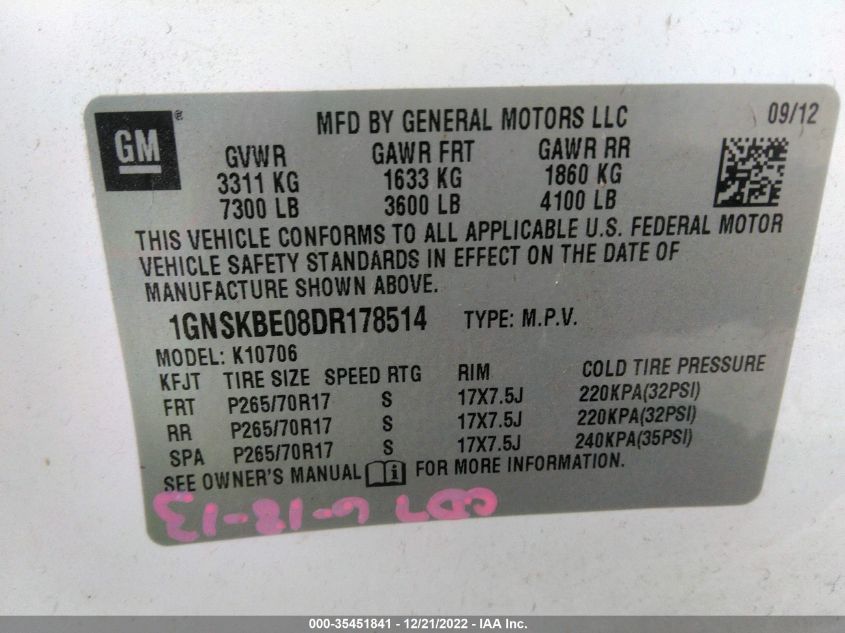 GM ®
MFD BY GENERAL MOTORS LLC 09/12
GVWR GAWR FRT GAWR RR
3311 KG 1633 KG 1860 KG
7300 LB 3600 LB 4100 LB
THIS VEHICLE CONFORMS TO ALL APPLICABLE U.S. FEDERAL MOTOR
VEHICLE SAFETY STANDARDS IN EFFECT ON THE DATE OF
MANUFACTURE SHOWN ABOVE.
1GNSKBE08DR178514 TYPE: M.P.V.
MODEL: K10706
KFJT TIRE SIZE SPEED RTG RIM COLD TIRE PRESSURE
FRT P265/70R17 S 17X7.5J 220KPA(32PSI)
RR P265/70R17 S 17X7.5J 220KPA(32PSI)
SPA P265/70R17 S 17X7.5J 240KPA(35PSI)
SEE OWNER'S MANUAL i FOR MORE INFORMATION.
6-18-13
000-35451841 - 12/21/2022 - IAA Inc.